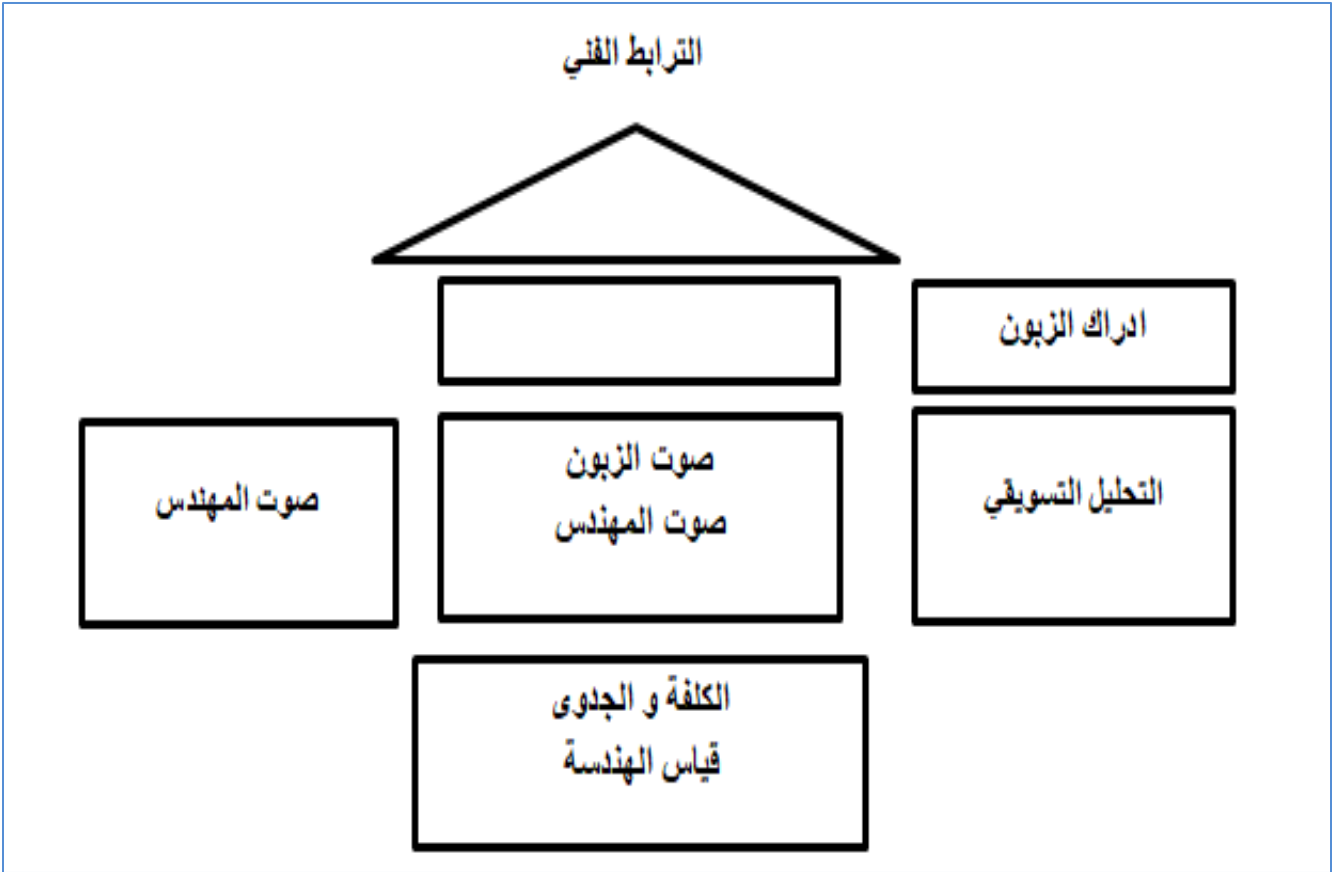 الترابط الفني
ادراك الزبون
صوت الزبون
صوت المهندس
التحليل التسويقي
صوت المهندس
الكلفة و الجدوى
قياس الهندسة